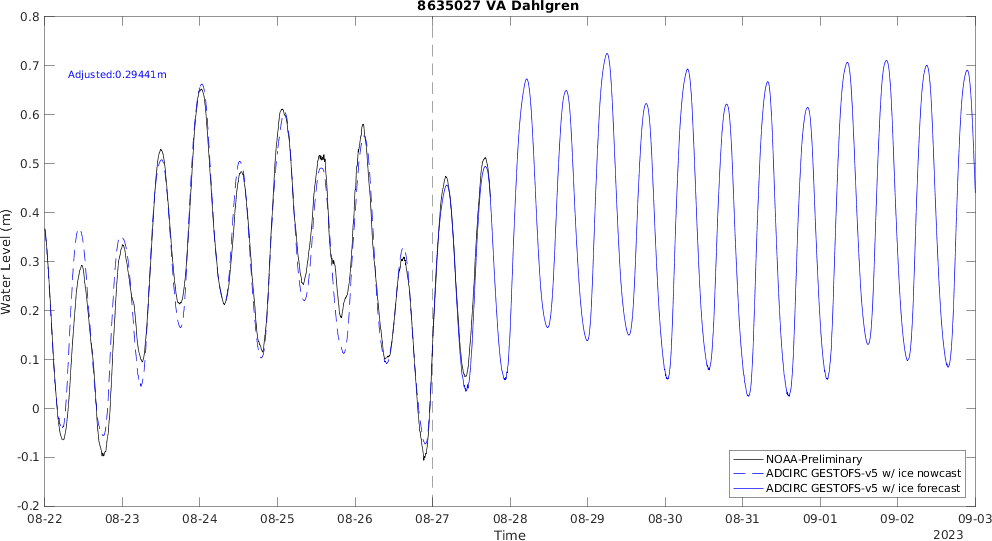 8635027 VA Dahlgren
Adjusted:0.29441m
Water Level (m)
0.8
0.7
0.6
0.5
0.4
0.3
0.2
0.1
0
-0.1
-0.2
NOAA-Preliminary
ADCIRC GESTOFS-v5 w/ ice nowcast
ADCIRC GESTOFS-v5 w/ ice forecast
08-22 08-23 08-24 08-25 08-26 08-27 08-28 08-29 08-30 08-31 09-01 09-02 09-03
Time
2023